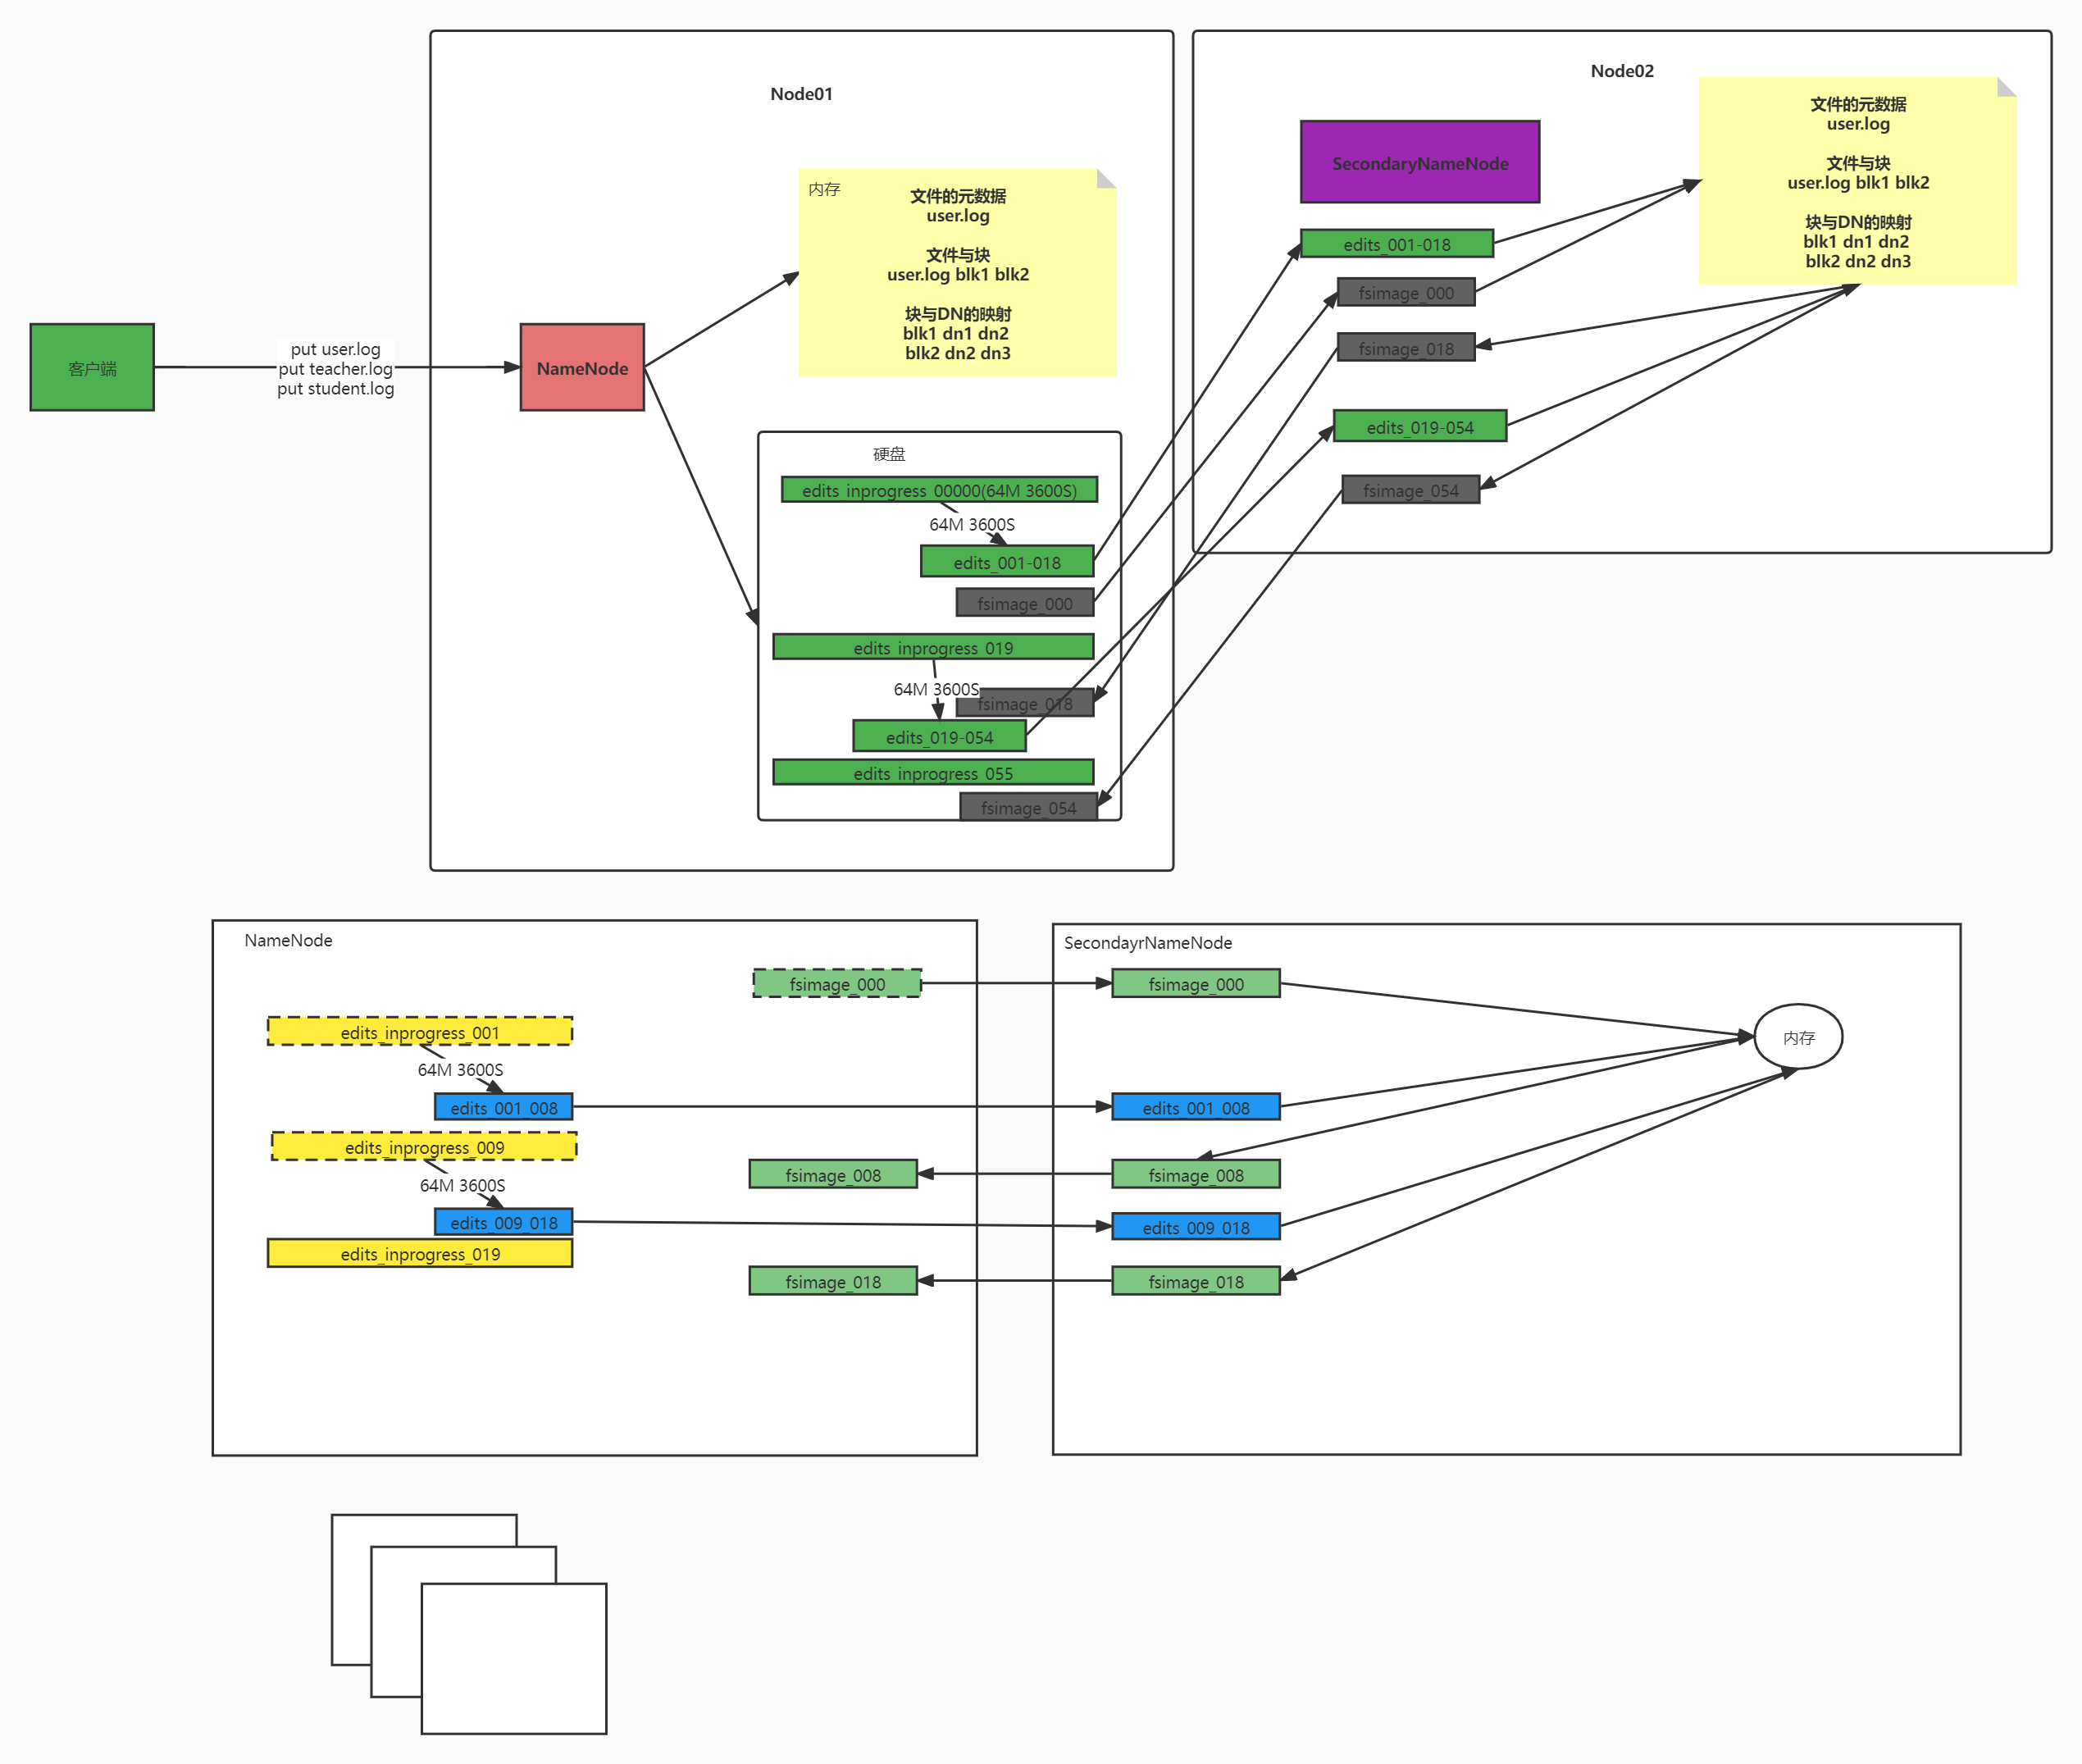 Node01
内存
文件的元数据
user.log
文件与块
user.log blk1 blk2
块与DN的映射
blk1 dn1 dn2
blk2 dn2 dn3
客户端
put user.log
put teacher.log
put student.log
NameNode
硬盘
edits_inprogress_00000(64M 3600S)
64M 3600S
edits_001-018
fsimage_000
edits_inprogress_019
64M 3600S
fsimage_018
edits_019-054
edits_inprogress_055
fsimage_054
Node02
SecondaryNameNode
文件的元数据
user.log
文件与块
user.log blk1 blk2
块与DN的映射
blk1 dn1 dn2
blk2 dn2 dn3
edits_001-018
fsimage_000
fsimage_018
edits_019-054
fsimage_054
NameNode
fsimage_000
edits_inprogress_001
64M 3600S
edits_001_008
edits_inprogress_009
fsimage_008
64M 3600S
edits_009_018
edits_inprogress_019
fsimage_018
SecondayrNameNode
fsimage_000
内存
edits_001_008
fsimage_008
edits_009_018
fsimage_018